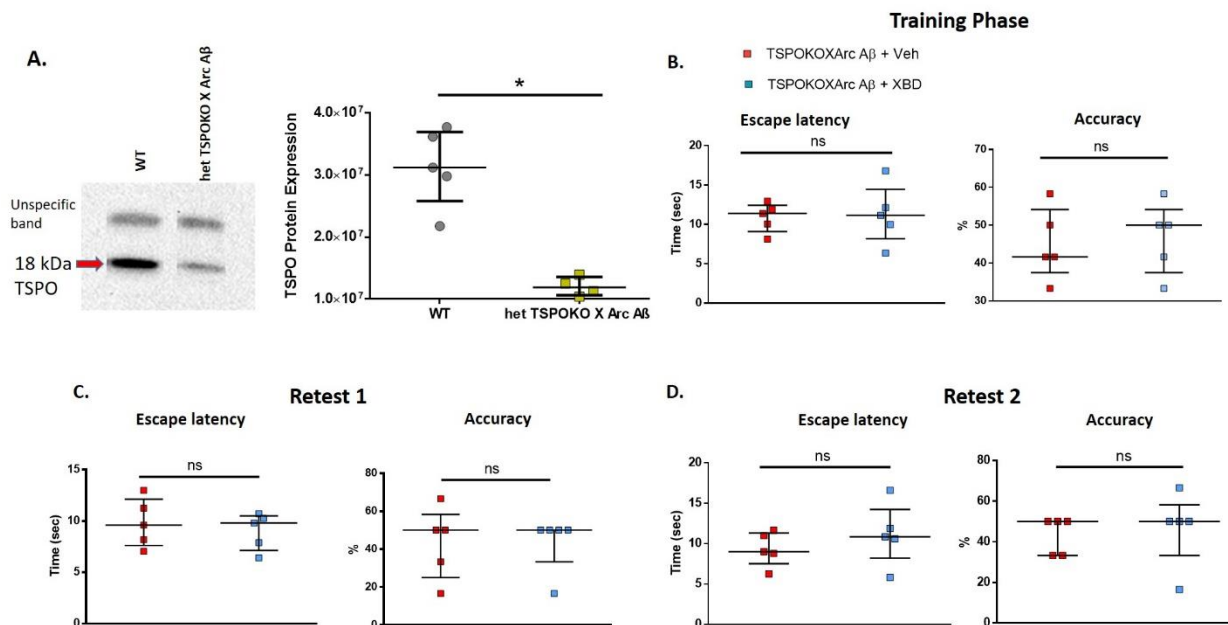 Training Phase
A.
WT
het TSPOKO X Arc Aβ
Unspecific
band
18 kDa
TSPO
*
TSPO Protein Expression
4.0×10⁷
3.0×10⁷
2.0×10⁷
1.0×10⁷
WT
het TSPOKO X Arc Aß
B.
TSPOKOXArc Aβ + Veh
TSPOKOXArc Aβ + XBD
Escape latency
ns
Time (sec)
20
15
10
5
0
Accuracy
ns
%
70
60
50
40
30
C.
Retest 1
Escape latency
ns
Time (sec)
15
10
5
0
Accuracy
ns
%
80
60
40
20
0
D.
Retest 2
Escape latency
ns
Time (sec)
20
15
10
5
0
Accuracy
ns
%
80
60
40
20
0